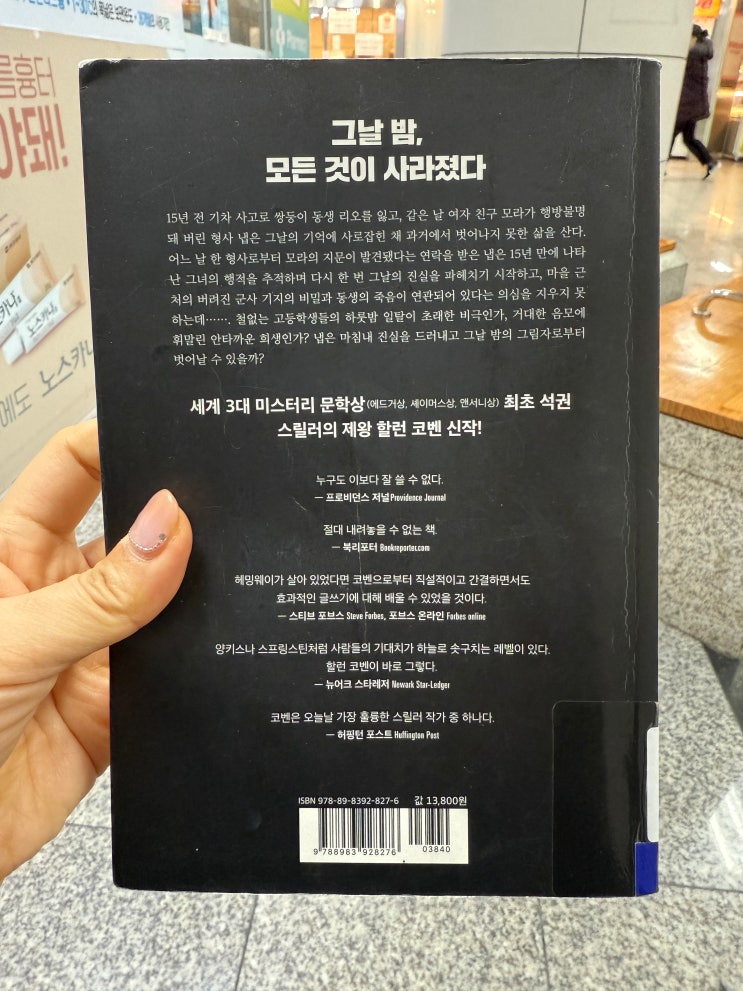 그날 밤,
모든 것이 사라졌다
15년 전 기차 사고로 쌍둥이 동생 리오를 잃고, 같은 날 여자 친구 모라가 행방불명
돼 버린 형사 냅은 그날의 기억에 사로잡힌 채 과거에서 벗어나지 못한 삶을 산다.
어느 날 한 형사로부터 모라의 지문이 발견됐다는 연락을 받은 냅은 15년 만에 나타
난 그녀의 행적을 추적하며 다시 한 번 그날의 진실을 파헤치기 시작하고, 마을 근
처의 버려진 군사 기지의 비밀과 동생의 죽음이 연관되어 있다는 의심을 지우지 못
하는데……. 철없는 고등학생들의 하룻밤 일탈이 초래한 비극인가, 거대한 음모에
휘말린 안타까운 희생인가? 냅은 마침내 진실을 드러내고 그날 밤의 그림자로부터
벗어날 수 있을까?
세계 3대 미스터리 문학상(에드거상, 셰이머스상, 앤서니상) 최초 석권
스릴러의 제왕 할런 코벤 신작!
누구도 이보다 잘 쓸 수 없다.
— 프로비던스 저널 Providence Journal
절대 내려놓을 수 없는 책.
— 북리포터 Bookreporter.com
헤밍웨이가 살아 있었다면 코벤으로부터 직설적이고 간결하면서도
효과적인 글쓰기에 대해 배울 수 있었을 것이다.
— 스티브 포브스 Steve Forbes, 포브스 온라인 Forbes online
양키스나 스프링스틴처럼 사람들의 기대치가 하늘로 솟구치는 레벨이 있다.
할런 코벤이 바로 그렇다.
— 뉴어크 스타레저 Newark Star-Ledger
코벤은 오늘날 가장 훌륭한 스릴러 작가 중 하나다.
— 허핑턴 포스트 Huffington Post
ISBN 978-89-8392-827-6 값 13,800원
9 788983 928276
03840
름흉터
야돼!
노스카나
에도 노스카나